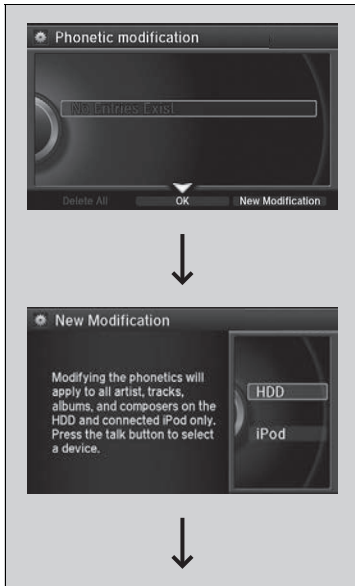 Phonetic modification
No Entries Exist
Delete All OK New Modification
New Modification
Modifying the phonetics will
apply to all artist, tracks,
albums, and composers on the
HDD and connected iPod only.
Press the talk button to select
a device.
HDD
iPod